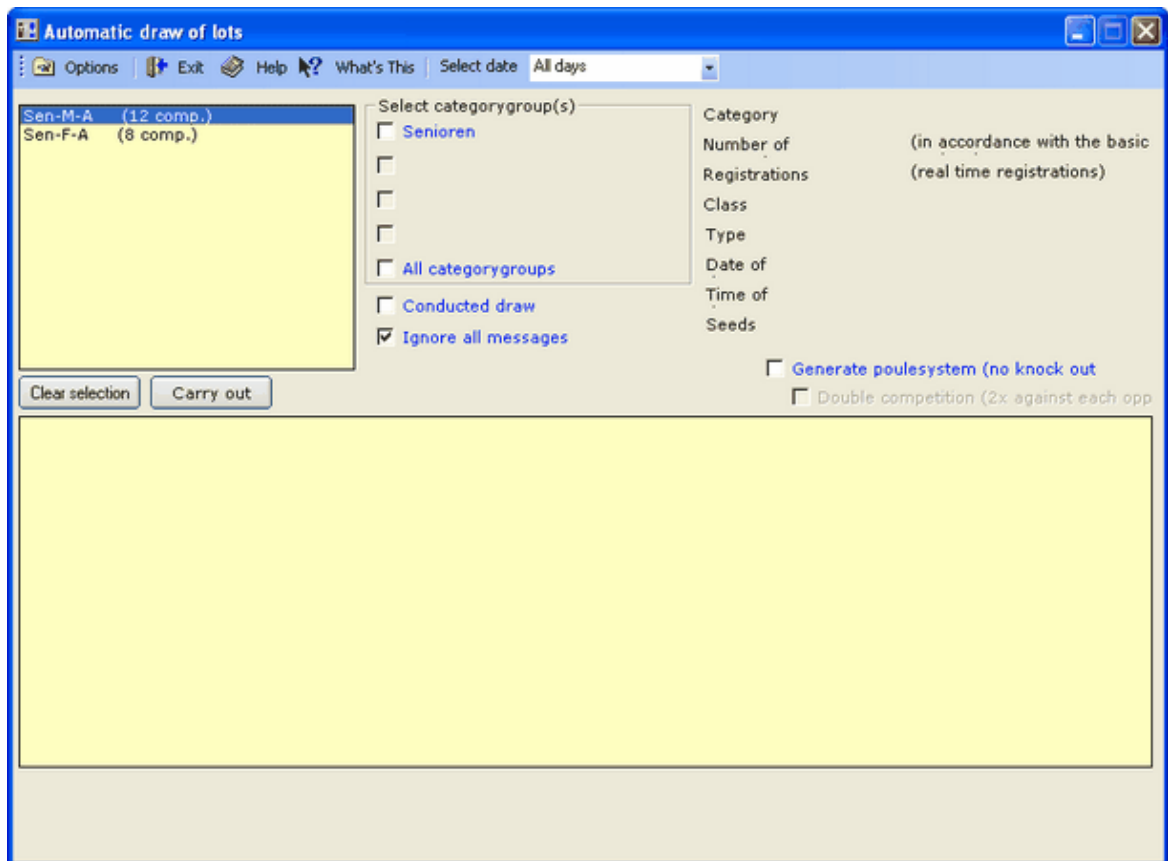 Automatic draw of lots
Options Exit Help What's This Select date All days
Sen-M-A (12 comp.)
Sen-F-A (8 comp.)
Select categorygroup(s)
Senioren
All categorygroups
Conducted draw
Ignore all messages
Category
Number of (in accordance with the basic
Registrations (real time registrations)
Class
Type
Date of
Time of
Seeds
Generate poulesystem (no knock out
Double competition (2x against each opp
Clear selection Carry out